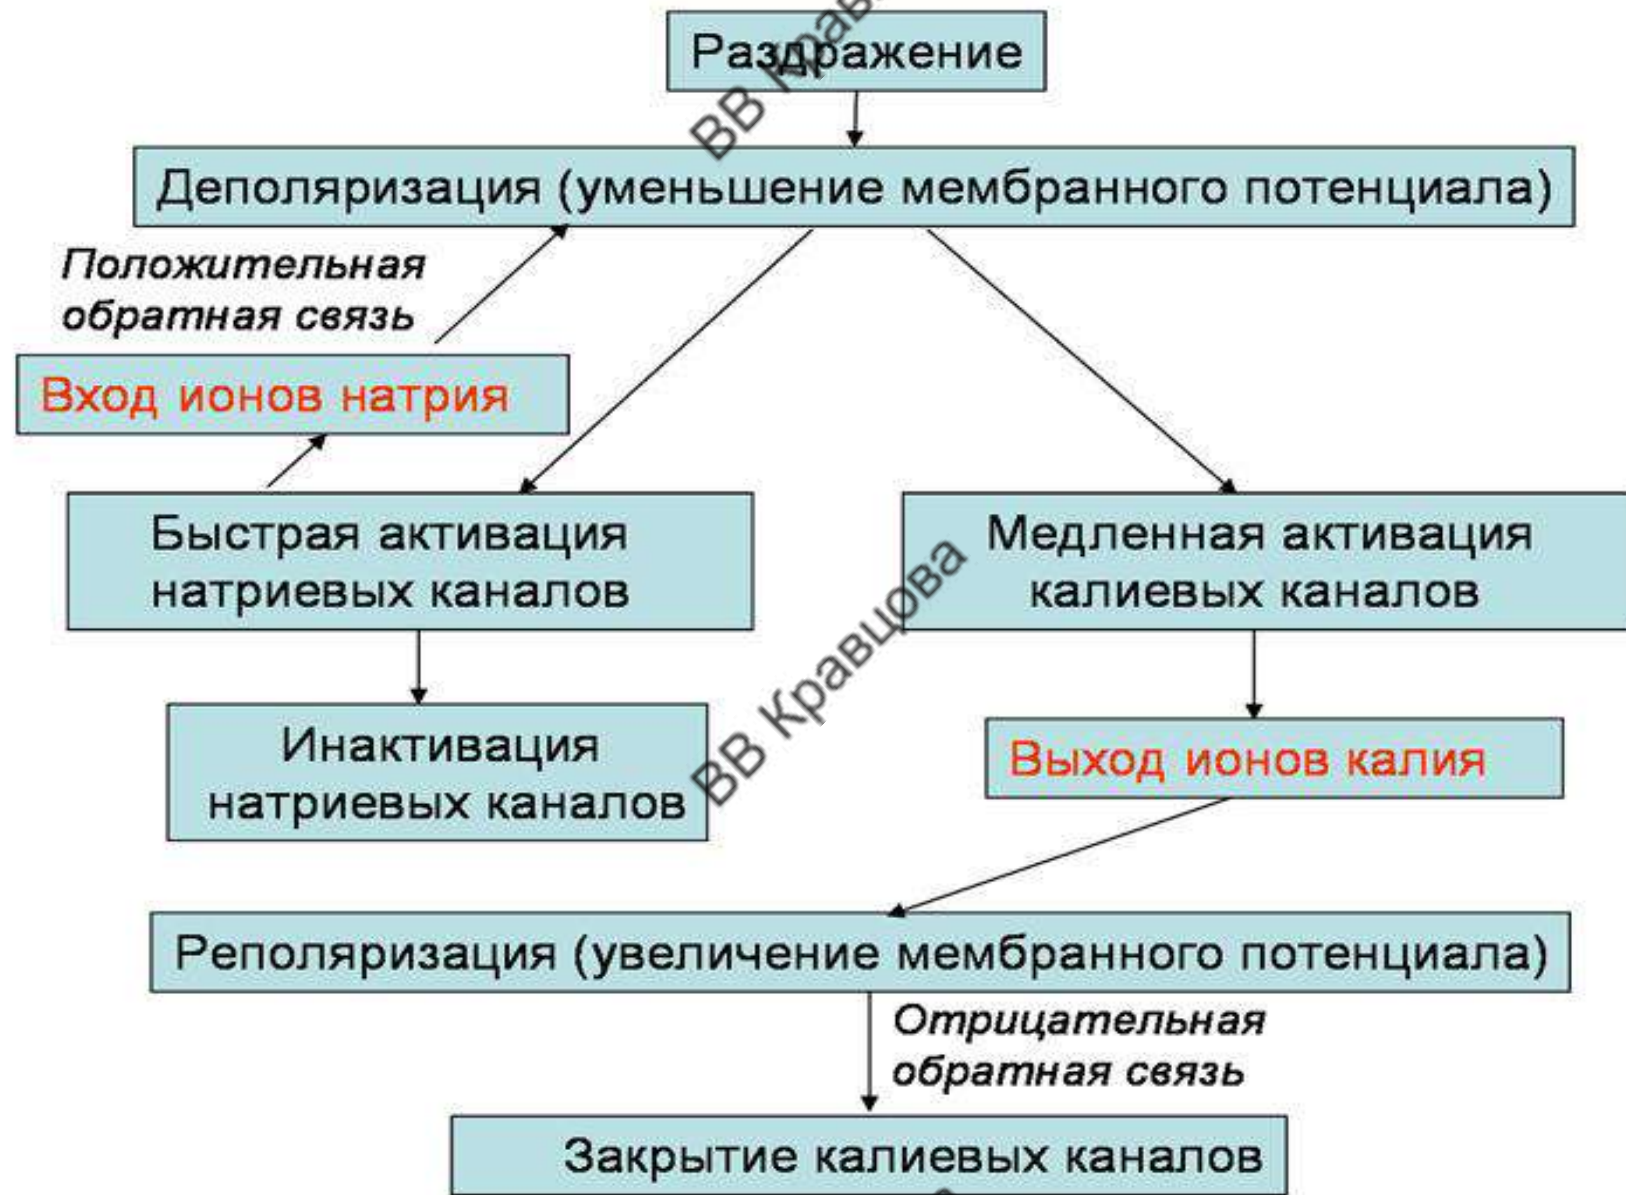 Раздражение
Деполяризация (уменьшение мембранного потенциала)
Положительная
обратная связь
Вход ионов натрия
Быстрая активация
натриевых каналов
Медленная активация
калиевых каналов
ВВ Кравцова
Инактивация
натриевых каналов
Выход ионов калия
Реполяризация (увеличение мембранного потенциала)
Отрицательная
обратная связь
Закрытие калиевых каналов